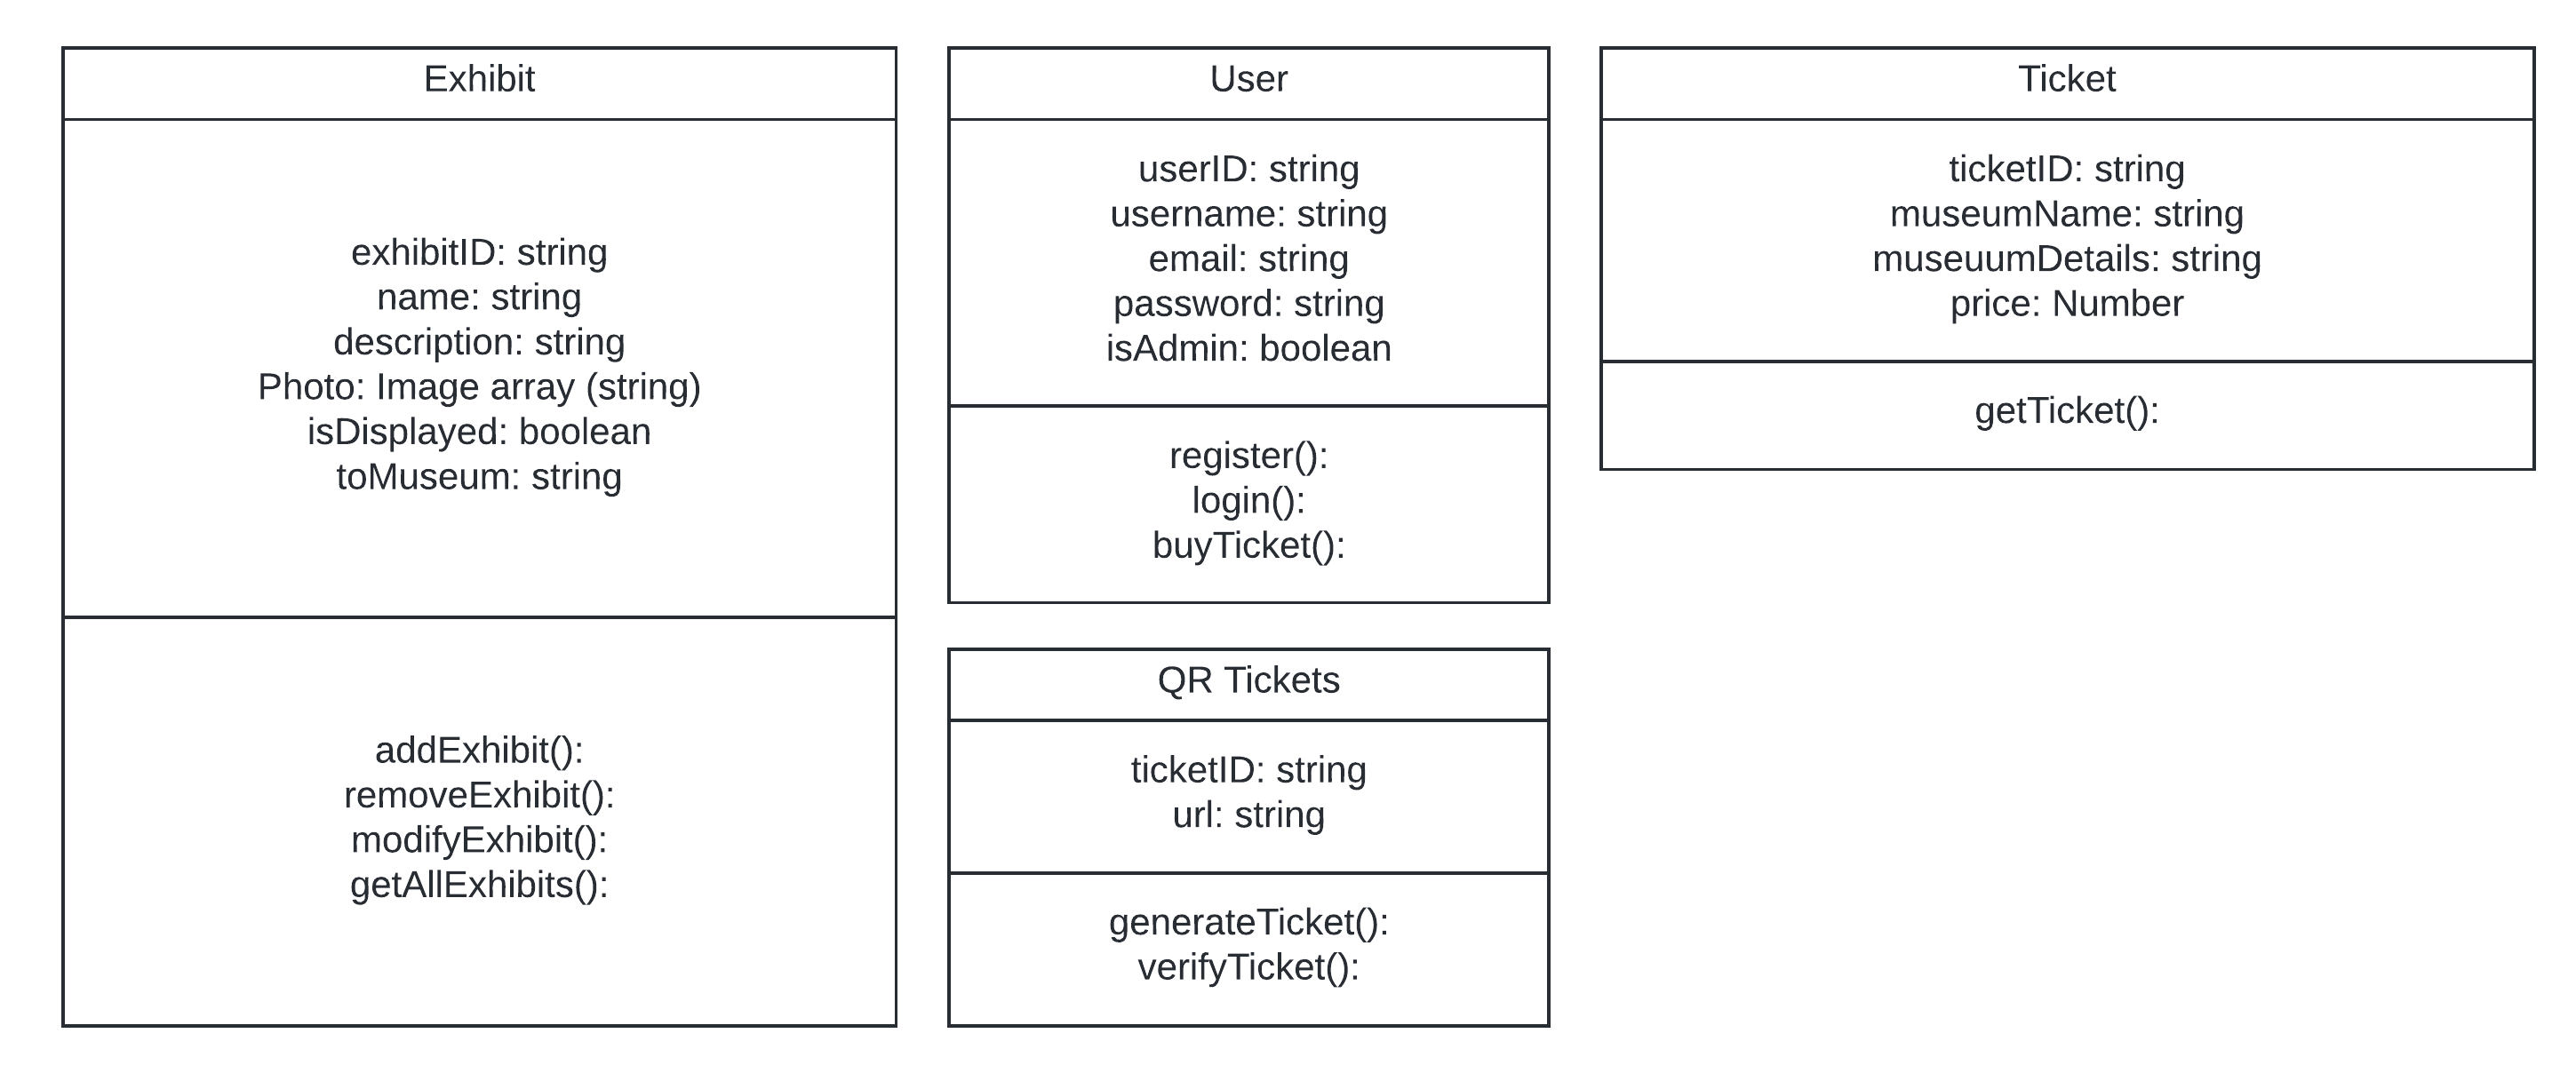 Exhibit
exhibitID: string
name: string
description: string
Photo: Image array (string)
isDisplayed: boolean
toMuseum: string
addExhibit():
removeExhibit():
modifyExhibit():
getAllExhibits():
User
userID: string
username: string
email: string
password: string
isAdmin: boolean
register():
login():
buyTicket():
QR Tickets
ticketID: string
url: string
generateTicket():
verifyTicket():
Ticket
ticketID: string
museumName: string
museuumDetails: string
price: Number
getTicket():